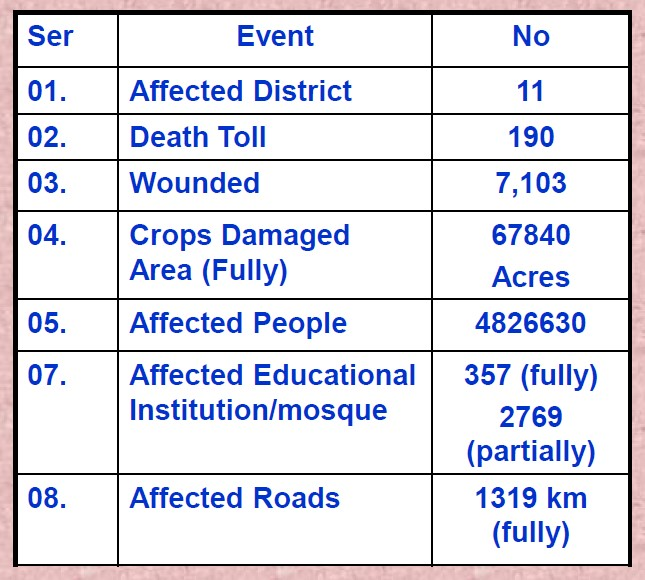 Ser Event No
01. Affected District 11
02. Death Toll 190
03. Wounded 7,103
04. Crops Damaged 67840
Area (Fully) Acres
05. Affected People 4826630
07. Affected Educational 357 (fully)
Institution/mosque 2769
(partially)
08. Affected Roads 1319 km
(fully)